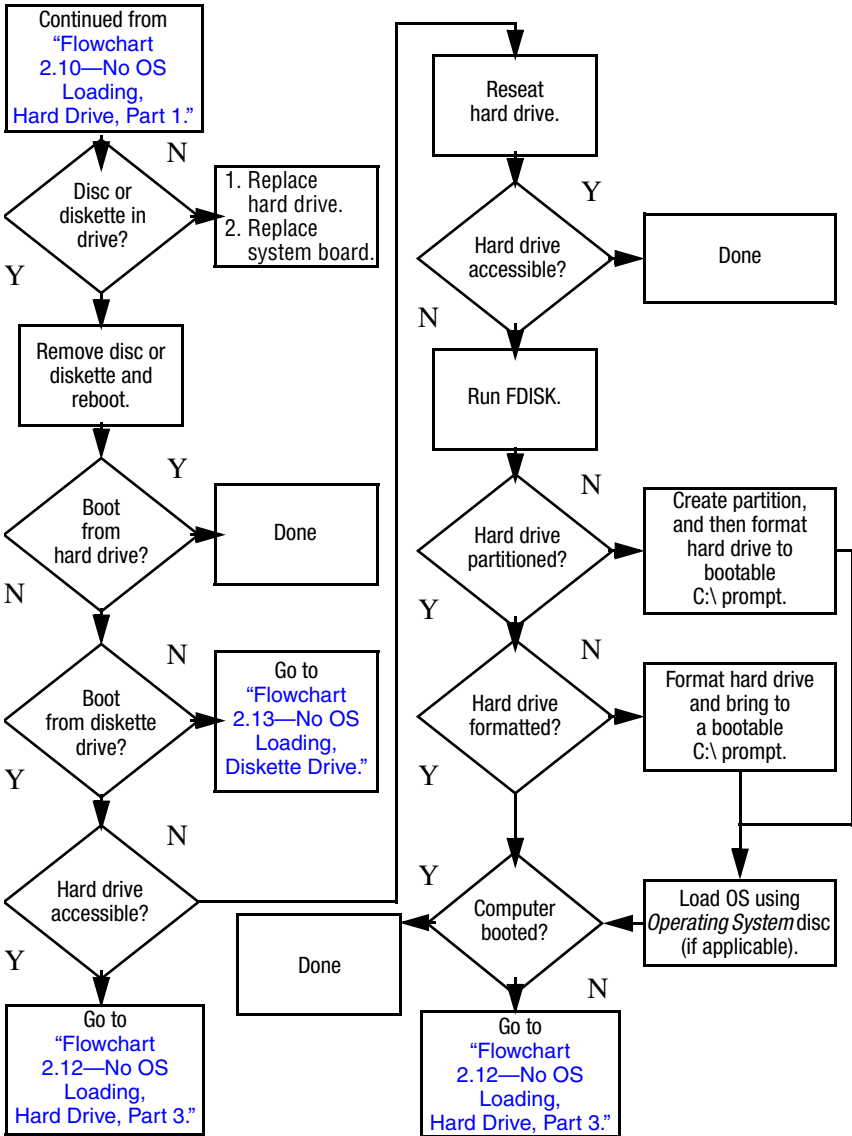 Continued from
“Flowchart
2.10—No OS
Loading,
Hard Drive, Part 1.”
N
Disc or
diskette in
drive?
1. Replace
hard drive.
2. Replace
system board.
Y
Remove disc or
diskette and
reboot.
Y
Boot
from
hard drive?
Done
N
N
Boot
from diskette
drive?
Go to
“Flowchart
2.13—No OS
Loading,
Diskette Drive.”
Y
N
Hard drive
accessible?
Y
Go to
“Flowchart
2.12—No OS
Loading,
Hard Drive, Part 3.”
Reseat
hard drive.
Y
Hard drive
accessible?
Done
N
Run FDISK.
N
Hard drive
partitioned?
Create partition,
and then format
hard drive to
bootable
C:\ prompt.
Y
N
Hard drive
formatted?
Format hard drive
and bring to
a bootable
C:\ prompt.
Y
Y
Computer
booted?
Load OS using
Operating System disc
(if applicable).
Done
N
Go to
“Flowchart
2.12—No OS
Loading,
Hard Drive, Part 3.”